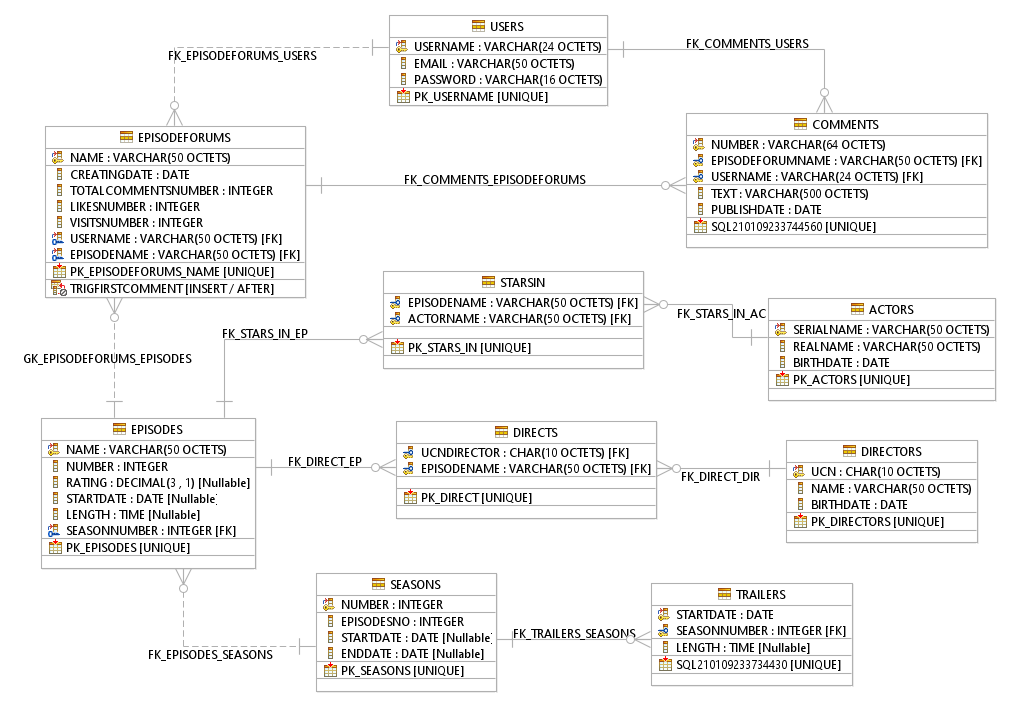 USERS
USERNAME : VARCHAR(24 OCTETS)
EMAIL : VARCHAR(50 OCTETS)
PASSWORD : VARCHAR(16 OCTETS)
PK_USERNAME [UNIQUE]
FK_EPISODEFORUMS_USERS
FK_COMMENTS_USERS
EPISODEFORUMS
NAME : VARCHAR(50 OCTETS)
CREATINGDATE : DATE
TOTALCOMMENTSNUMBER : INTEGER
LIKESNUMBER : INTEGER
VISITSNUMBER : INTEGER
USERNAME : VARCHAR(50 OCTETS) [FK]
EPISODENAME : VARCHAR(50 OCTETS) [FK]
PK_EPISODEFORUMS_NAME [UNIQUE]
TRIGFIRSTCOMMENT [INSERT / AFTER]
FK_COMMENTS_EPISODEFORUMS
COMMENTS
NUMBER : VARCHAR(64 OCTETS)
EPISODEFORUMNAME : VARCHAR(50 OCTETS) [FK]
USERNAME : VARCHAR(24 OCTETS) [FK]
TEXT : VARCHAR(500 OCTETS)
PUBLISHDATE : DATE
SQL210109233744560 [UNIQUE]
STARSIN
EPISODENAME : VARCHAR(50 OCTETS) [FK]
ACTORNAME : VARCHAR(50 OCTETS) [FK]
PK_STARS_IN [UNIQUE]
FK_STARS_IN_EP
FK_STARS_IN_AC
ACTORS
SERIALNAME : VARCHAR(50 OCTETS)
REALNAME : VARCHAR(50 OCTETS)
BIRTHDATE : DATE
PK_ACTORS [UNIQUE]
GK_EPISODEFORUMS_EPISODES
EPISODES
NAME : VARCHAR(50 OCTETS)
NUMBER : INTEGER
RATING : DECIMAL(3 , 1) [Nullable]
STARTDATE : DATE [Nullable]
LENGTH : TIME [Nullable]
SEASONNUMBER : INTEGER [FK]
PK_EPISODES [UNIQUE]
FK_DIRECT_EP
DIRECTS
UCNDIRECTOR : CHAR(10 OCTETS) [FK]
EPISODENAME : VARCHAR(50 OCTETS) [FK]
PK_DIRECT [UNIQUE]
FK_DIRECT_DIR
DIRECTORS
UCN : CHAR(10 OCTETS)
NAME : VARCHAR(50 OCTETS)
BIRTHDATE : DATE
PK_DIRECTORS [UNIQUE]
FK_EPISODES_SEASONS
SEASONS
NUMBER : INTEGER
EPISODESNO : INTEGER
STARTDATE : DATE [Nullable]
ENDDATE : DATE [Nullable]
PK_SEASONS [UNIQUE]
FK_TRAILERS_SEASONS
TRAILERS
STARTDATE : DATE
SEASONNUMBER : INTEGER [FK]
LENGTH : TIME [Nullable]
SQL210109233734430 [UNIQUE]